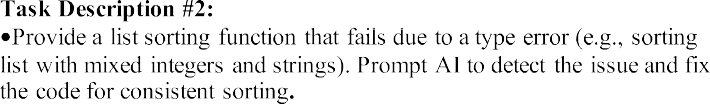 Task Description #2:
•Provide a list sorting function that fails due to a type error (e.g., sorting
list with mixed integers and strings). Prompt AI to detect the issue and fix
the code for consistent sorting.